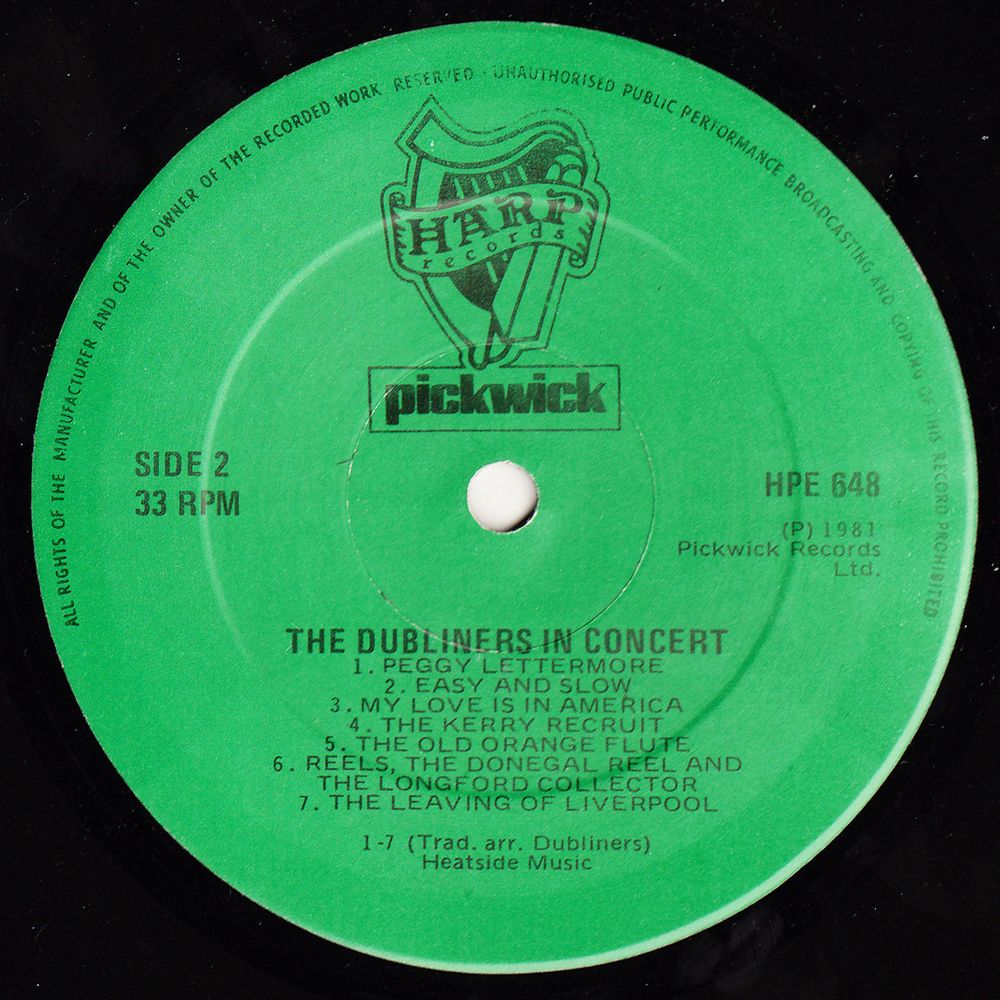 ALL RIGHTS OF THE MANUFACTURER AND OF THE OWNER OF THE RECORDED WORK RESERVED · UNAUTHORISED PUBLIC PERFORMANCE BROADCASTING AND COPYING OF THIS RECORD PROHIBITED
HARP
records
pickwick
SIDE 2
33 RPM
HPE 648
(P) 1981
Pickwick Records
Ltd.
THE DUBLINERS IN CONCERT
1. PEGGY LETTERMORE
2. EASY AND SLOW
3. MY LOVE IS IN AMERICA
4. THE KERRY RECRUIT
5. THE OLD ORANGE FLUTE
6. REELS, THE DONEGAL REEL AND
THE LONGFORD COLLECTOR
7. THE LEAVING OF LIVERPOOL
1-7 (Trad. arr. Dubliners)
Heatside Music